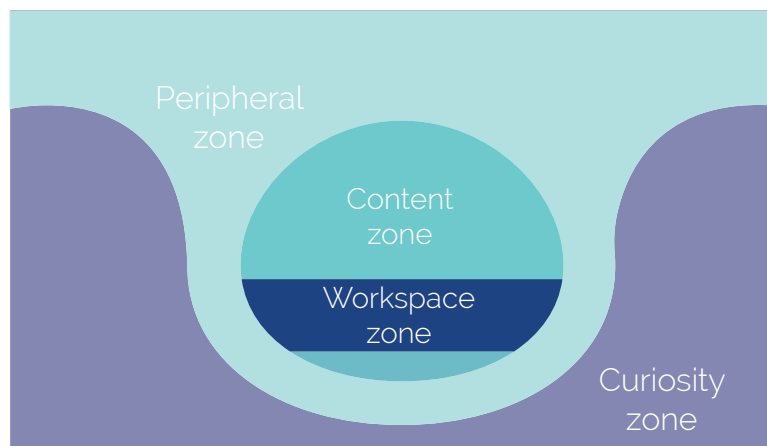 Peripheral
zone
Content
zone
Workspace
zone
Curiosity
zone